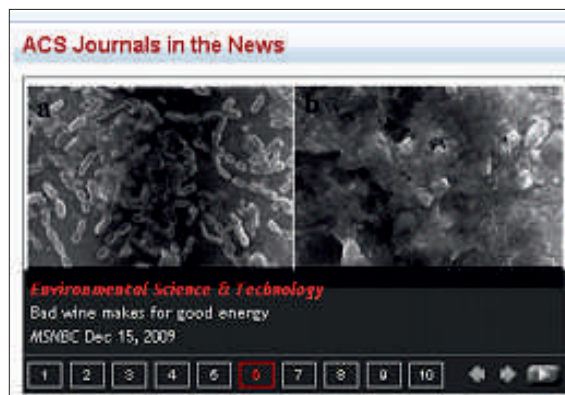 ACS Journals in the News
a b
Environmental Science & Technology
Bad wine makes for good energy
MSNBC Dec 15, 2009
1 2 3 4 5 6 7 8 9 10